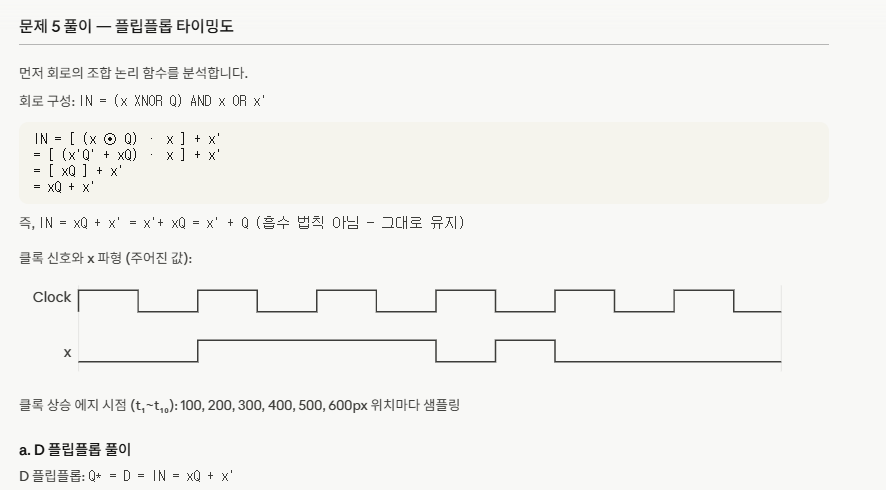 문제 5 풀이 — 플립플롭 타이밍도
먼저 회로의 조합 논리 함수를 분석합니다.
회로 구성: IN = (x XNOR Q) AND x OR x'
IN = [ (x ⊙ Q) · x ] + x'
= [ (x'Q' + xQ) · x ] + x'
= [ xQ ] + x'
= xQ + x'
즉, IN = xQ + x' = x'+ xQ = x' + Q (흡수 법칙 아님 - 그대로 유지)
클록 신호와 x 파형 (주어진 값):
Clock
x
클록 상승 에지 시점 (t₁~t₁₀): 100, 200, 300, 400, 500, 600px 위치마다 샘플링
a. D 플립플롭 풀이
D 플립플롭: Q* = D = IN = xQ + x'